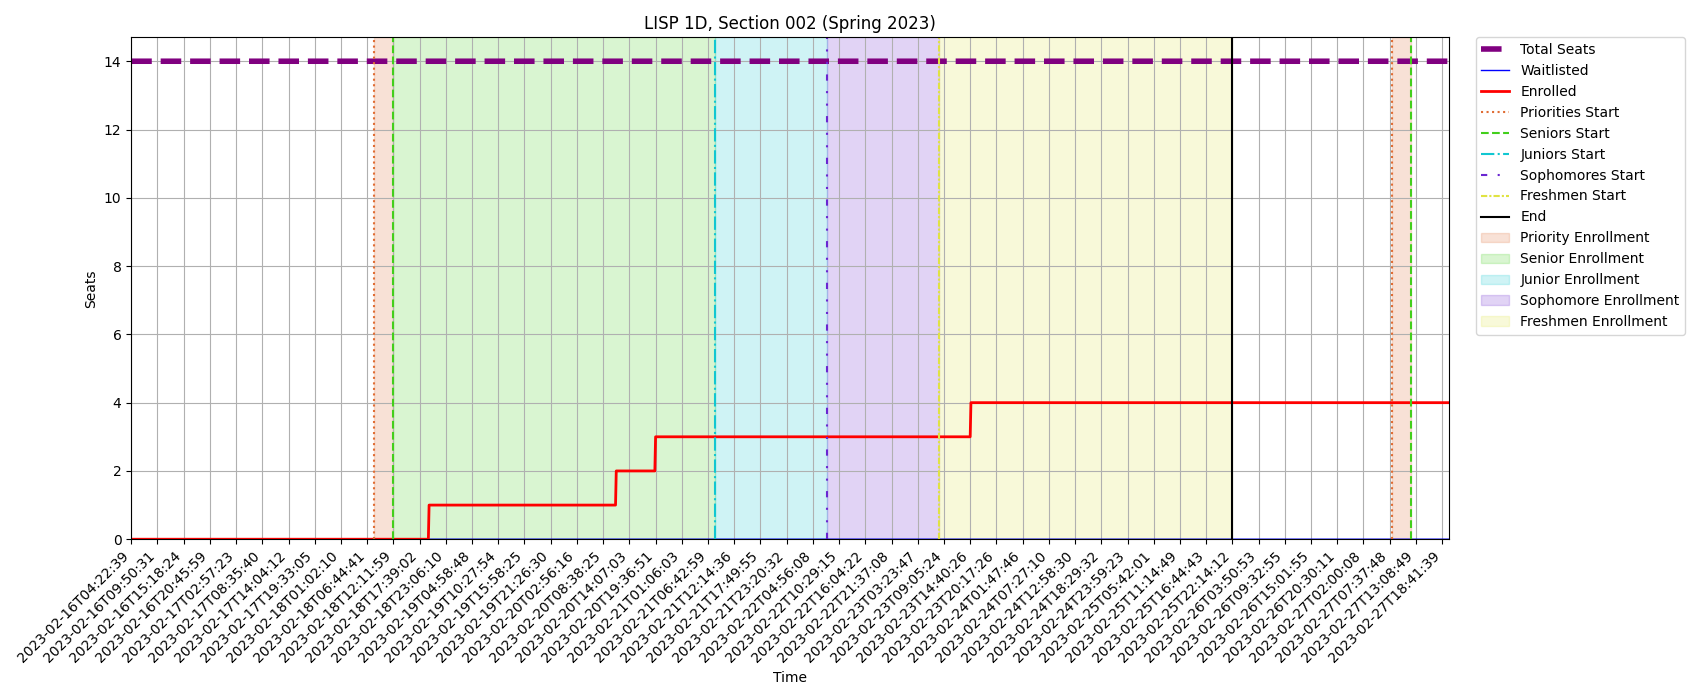 LISP 1D, Section 002 (Spring 2023)
14
12
10
8
6
4
2
0
Seats
2023-02-16T04:22:39
2023-02-16T09:50:31
2023-02-16T15:18:24
2023-02-16T20:45:59
2023-02-17T02:57:23
2023-02-17T08:35:40
2023-02-17T14:04:12
2023-02-17T19:33:05
2023-02-18T01:02:10
2023-02-18T06:44:41
2023-02-18T12:11:59
2023-02-18T17:39:02
2023-02-18T23:06:10
2023-02-19T04:58:48
2023-02-19T10:27:54
2023-02-19T15:58:25
2023-02-19T21:26:30
2023-02-20T02:56:16
2023-02-20T08:38:25
2023-02-20T14:07:03
2023-02-20T19:36:51
2023-02-21T01:06:03
2023-02-21T06:42:59
2023-02-21T12:14:36
2023-02-21T17:49:55
2023-02-21T23:20:32
2023-02-22T04:56:08
2023-02-22T10:29:15
2023-02-22T16:04:22
2023-02-22T21:37:08
2023-02-23T03:23:47
2023-02-23T09:05:24
2023-02-23T14:40:26
2023-02-23T20:17:26
2023-02-24T01:47:46
2023-02-24T07:27:10
2023-02-24T12:58:30
2023-02-24T18:29:32
2023-02-24T23:59:23
2023-02-25T05:42:01
2023-02-25T11:14:49
2023-02-25T16:44:43
2023-02-25T22:14:12
2023-02-26T03:50:53
2023-02-26T09:32:55
2023-02-26T15:01:55
2023-02-26T20:30:11
2023-02-27T02:00:08
2023-02-27T07:37:48
2023-02-27T13:08:49
2023-02-27T18:41:39
Time
Total Seats
Waitlisted
Enrolled
Priorities Start
Seniors Start
Juniors Start
Sophomores Start
Freshmen Start
End
Priority Enrollment
Senior Enrollment
Junior Enrollment
Sophomore Enrollment
Freshmen Enrollment